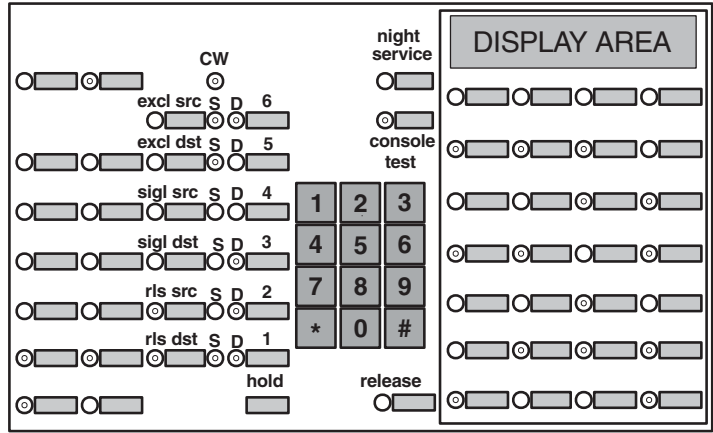 night
service
DISPLAY AREA
CW
excl src S D 6
excl dst S D 5
console
test
sigl src S D 4
1 2 3
sigl dst S D 3
4 5 6
rls src S D 2
7 8 9
rls dst S D 1
* 0 #
hold
release